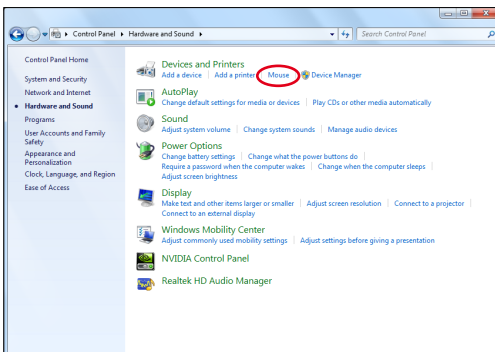 Control Panel Hardware and Sound Search Control Panel
Control Panel Home
System and Security
Network and Internet
Hardware and Sound
Programs
User Accounts and Family
Safety
Appearance and
Personalization
Clock, Language, and Region
Ease of Access
Devices and Printers
Add a device Add a printer Mouse Device Manager
AutoPlay
Change default settings for media or devices Play CDs or other media automatically
Sound
Adjust system volume Change system sounds Manage audio devices
Power Options
Change battery settings Change what the power buttons do
Require a password when the computer wakes Change when the computer sleeps
Adjust screen brightness
Display
Make text and other items larger or smaller Adjust screen resolution Connect to a projector
Connect to an external display
Windows Mobility Center
Adjust commonly used mobility settings Adjust settings before giving a presentation
NVIDIA Control Panel
Realtek HD Audio Manager